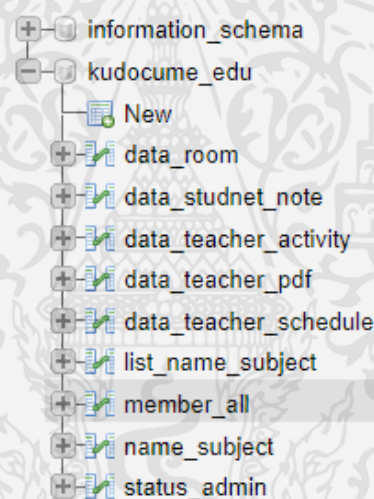 information_schema
kudocume_edu
New
data_room
data_studnet_note
data_teacher_activity
data_teacher_pdf
data_teacher_schedule
list_name_subject
member_all
name_subject
status_admin